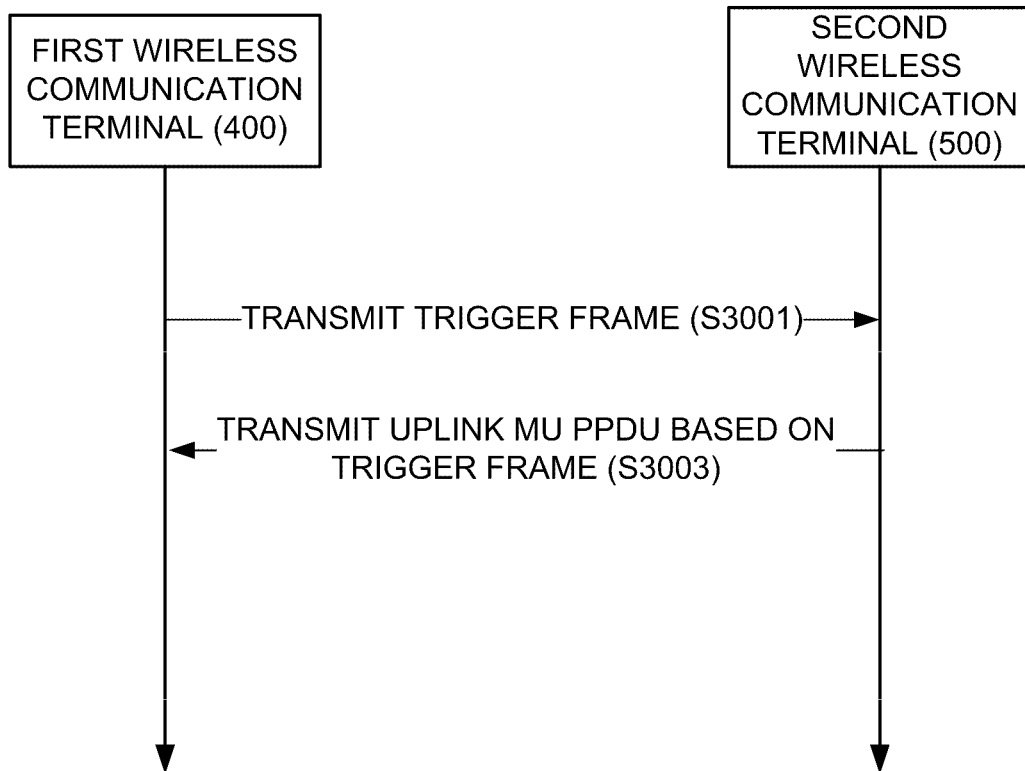 FIRST WIRELESS
COMMUNICATION
TERMINAL (400)
SECOND
WIRELESS
COMMUNICATION
TERMINAL (500)
TRANSMIT TRIGGER FRAME (S3001)
TRANSMIT UPLINK MU PPDU BASED ON
TRIGGER FRAME (S3003)